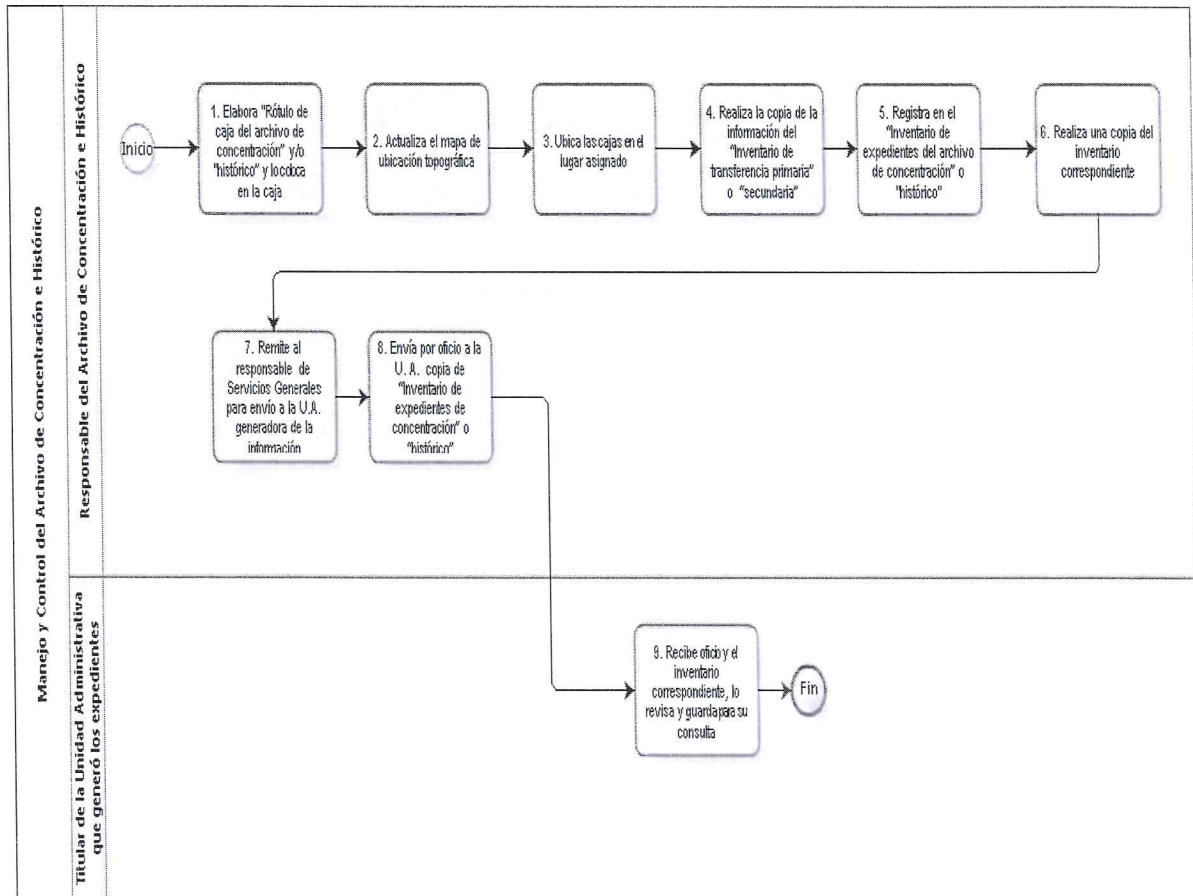 Manejo y Control del Archivo de Concentración e Histórico
Responsable del Archivo de Concentración e Histórico
Inicio
1. Elabora "Rótulo de
caja del archivo de
concentración" y/o
"histórico" y lo coloca
en la caja
2. Actualiza el mapa de
ubicación topográfica
3. Ubica las cajas en el
lugar asignado
4. Realiza la copia de la
información del
"Inventario de
transferencia primaria"
o "secundaria"
5. Registra en el
"Inventario de
expedientes del archivo
de concentración" o
"histórico"
6. Realiza una copia del
inventario
correspondiente
7. Remite al
responsable de
Servicios Generales
para envío a la U.A.
generadora de la
información
8. Envía por oficio a la
U. A. copia de
"Inventario de
expedientes de
concentración" o
"histórico"
Titular de la Unidad Administrativa
que generó los expedientes
9. Recibe oficio y el
inventario
correspondiente, lo
revisa y guarda para su
consulta
Fin